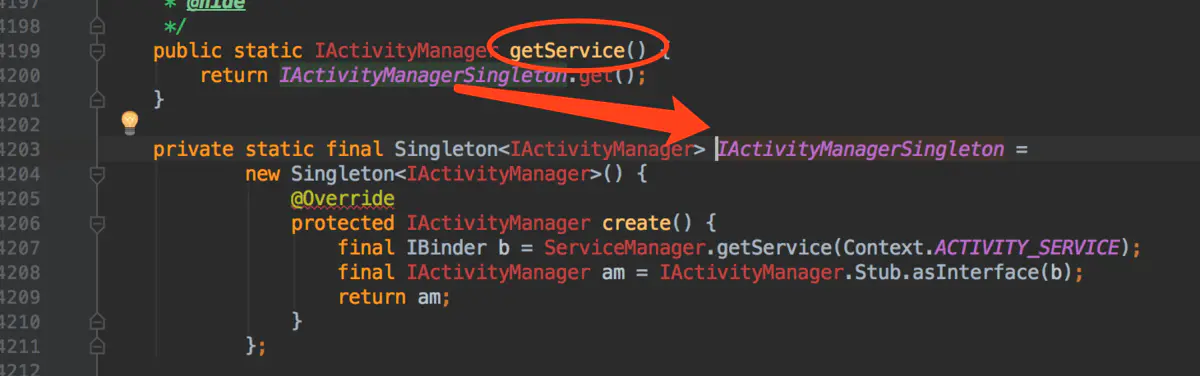 4197 * @hide
4198 */
4199 public static IActivityManager getService() {
4200 return IActivityManagerSingleton.get();
4201 }
4202
4203 private static final Singleton<IActivityManager> IActivityManagerSingleton =
4204 new Singleton<IActivityManager>() {
4205 @Override
4206 protected IActivityManager create() {
4207 final IBinder b = ServiceManager.getService(Context.ACTIVITY_SERVICE);
4208 final IActivityManager am = IActivityManager.Stub.asInterface(b);
4209 return am;
4210 }
4211 };
4212